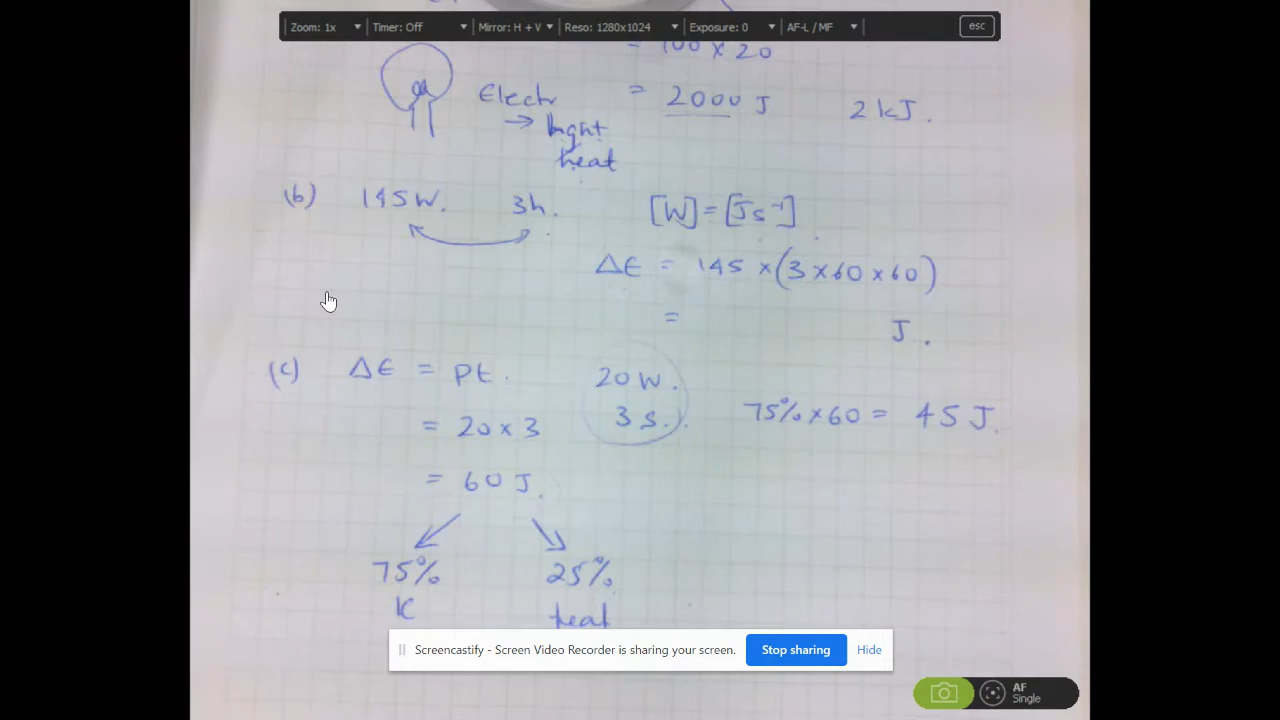 Zoom: 1x Timer: Off Mirror: H + V Reso: 1280x1024 Exposure: 0 AF-L / MF esc
= 100 × 20
Electr = 2000 J 2 kJ.
→ light
heat
(b) 145W. 3h. [W] = [Js⁻¹]
ΔE = 145 × (3 × 60 × 60)
= J.
(c) ΔE = Pt. 20 W.
3 s. 75% × 60 = 45 J.
= 20 × 3
= 60 J.
75% 25%
K heat
Screencastify - Screen Video Recorder is sharing your screen. Stop sharing Hide
AF
Single